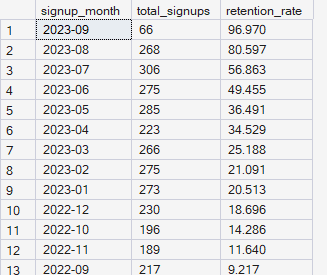 signup_month total_signups retention_rate
1 2023-09 66 96.970
2 2023-08 268 80.597
3 2023-07 306 56.863
4 2023-06 275 49.455
5 2023-05 285 36.491
6 2023-04 223 34.529
7 2023-03 266 25.188
8 2023-02 275 21.091
9 2023-01 273 20.513
10 2022-12 230 18.696
11 2022-10 196 14.286
12 2022-11 189 11.640
13 2022-09 217 9.217